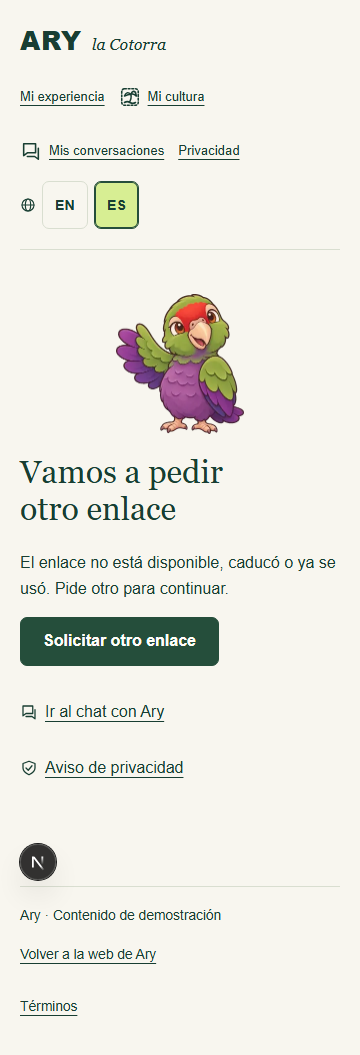 ARY la Cotorra
Mi experiencia Mi cultura
Mis conversaciones Privacidad
EN ES
Vamos a pedir
otro enlace
El enlace no está disponible, caducó o ya se
usó. Pide otro para continuar.
Solicitar otro enlace
Ir al chat con Ary
Aviso de privacidad
N
Ary · Contenido de demostración
Volver a la web de Ary
Términos